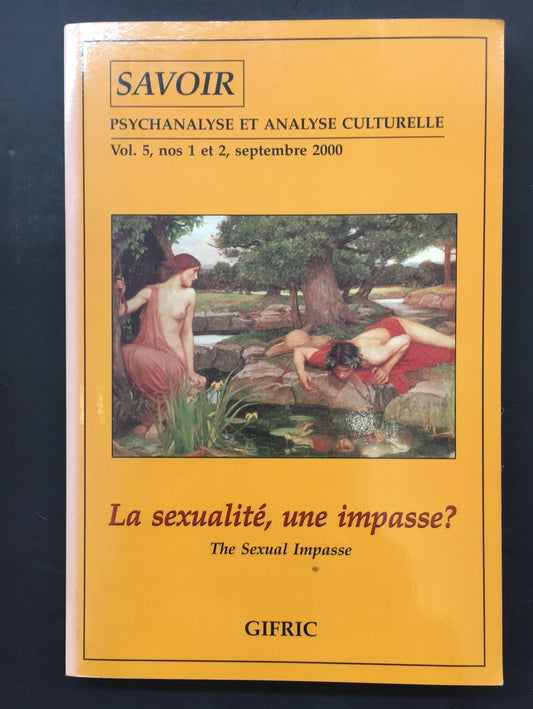 SAVOIR
PSYCHANALYSE ET ANALYSE CULTURELLE
Vol. 5, nos 1 et 2, septembre 2000
La sexualité, une impasse?
The Sexual Impasse
GIFRIC